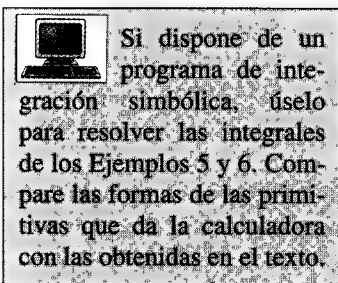 Si dispone de un
programa de inte-
gración simbólica, úselo
para resolver las integrales
de los Ejemplos 5 y 6. Com-
pare las formas de las primi-
tivas que da la calculadora
con las obtenidas en el texto.